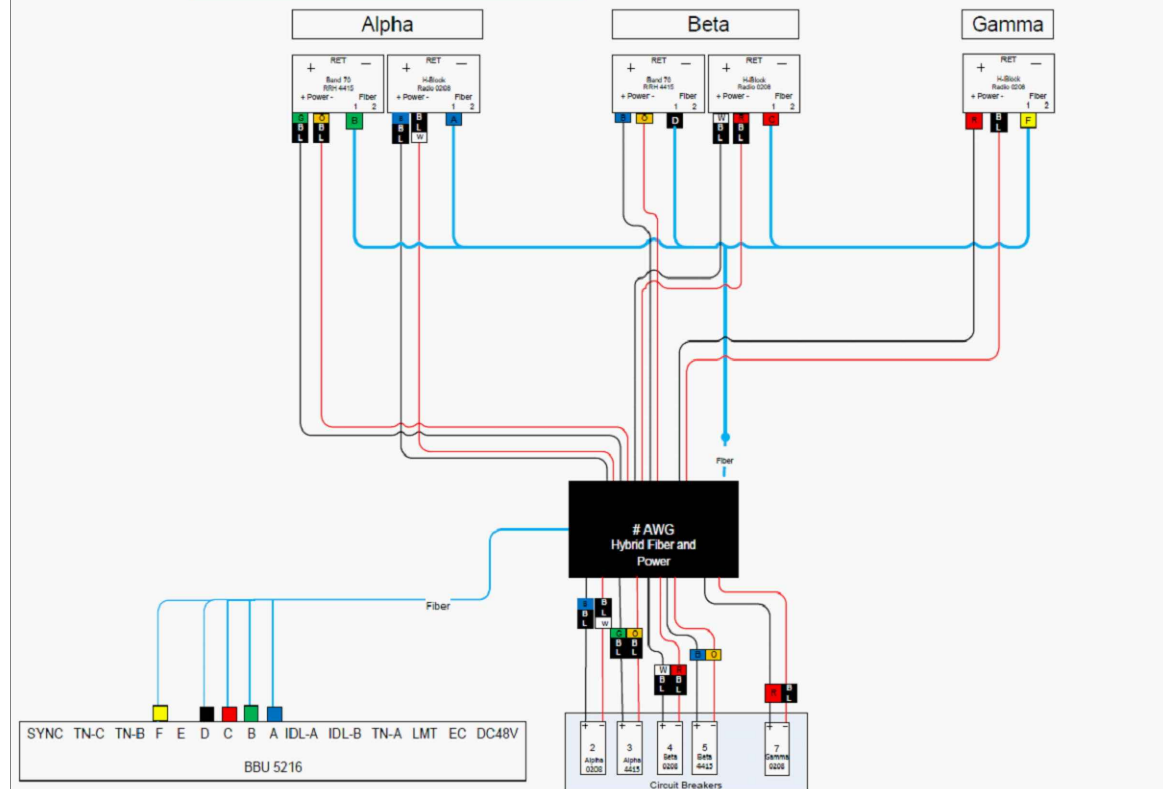 Alpha
Beta
Gamma
RET
+ —
Band 70
RRH 4415
+ Power - Fiber
1 2
RET
+ —
H-Block
Radio 0208
+ Power - Fiber
1 2
RET
+ —
Band 70
RRH 4415
+ Power - Fiber
1 2
RET
+ —
H-Block
Radio 0208
+ Power - Fiber
1 2
RET
+ —
H-Block
Radio 0208
+ Power - Fiber
1 2
G
B
L
O
B
L
B
B
L
B
L
W
A
B
O
D
W
B
L
R
B
L
C
R
B
L
F
Fiber
# AWG
Hybrid Fiber and
Power
Fiber
B
L
B
L
W
G
B
L
O
B
L
W
B
L
R
B
L
B
O
R
B
L
SYNC TN-C TN-B F E D C B A IDL-A IDL-B TN-A LMT EC DC48V
BBU 5216
+ -
2
Alpha
0208
+ -
3
Alpha
4415
+ -
4
Beta
0208
+ -
5
Beta
4415
+ -
7
Gamma
0208
Circuit Breakers